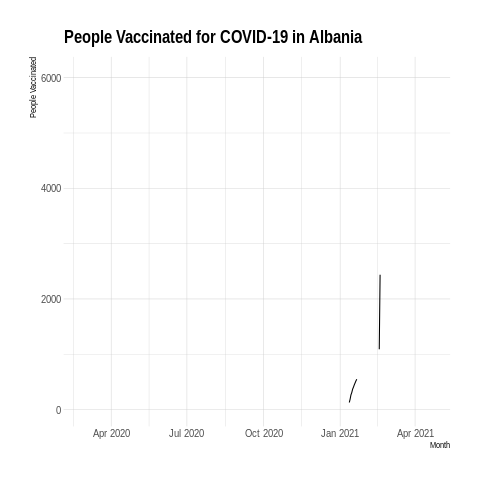 People Vaccinated for COVID-19 in Albania
People Vaccinated
6000
4000
2000
0
Apr 2020 Jul 2020 Oct 2020 Jan 2021 Apr 2021
Month